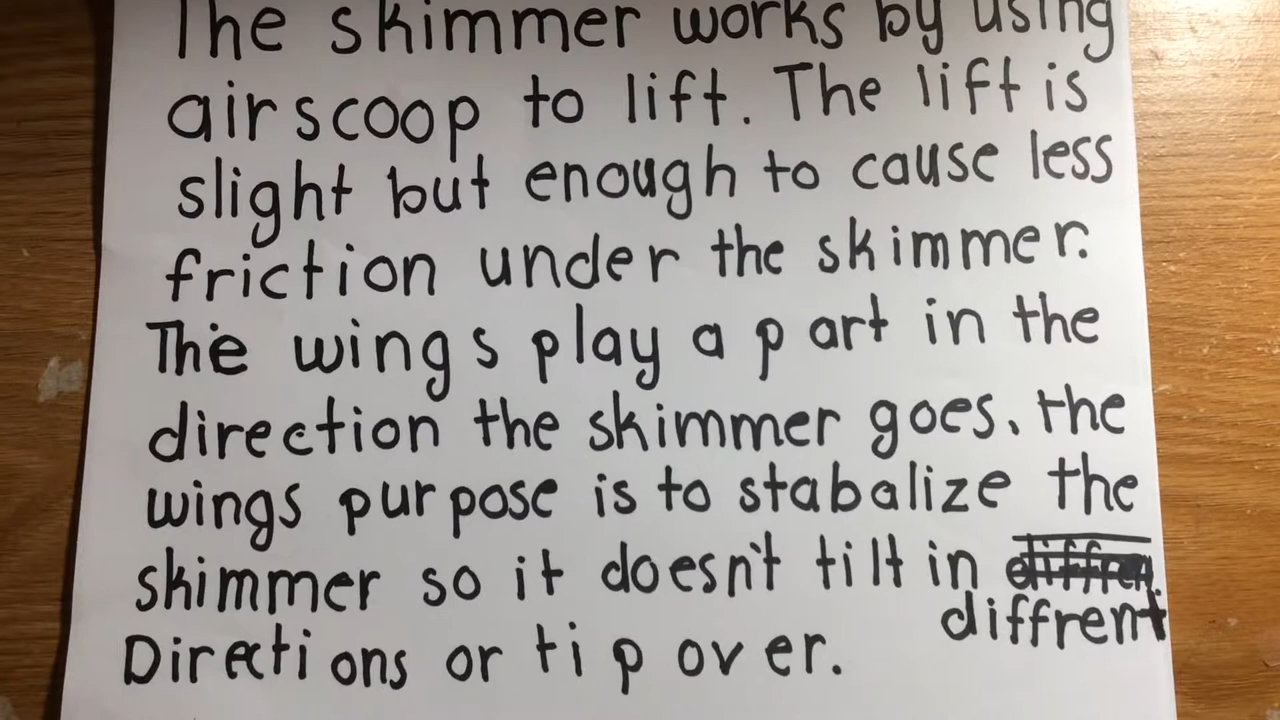 The skimmer works by using
airscoop to lift. The lift is
slight but enough to cause less
friction under the skimmer.
The wings play a part in the
direction the skimmer goes. the
wings purpose is to stabalize the
skimmer so it doesn't tilt in
diffrent
Directions or tip over.